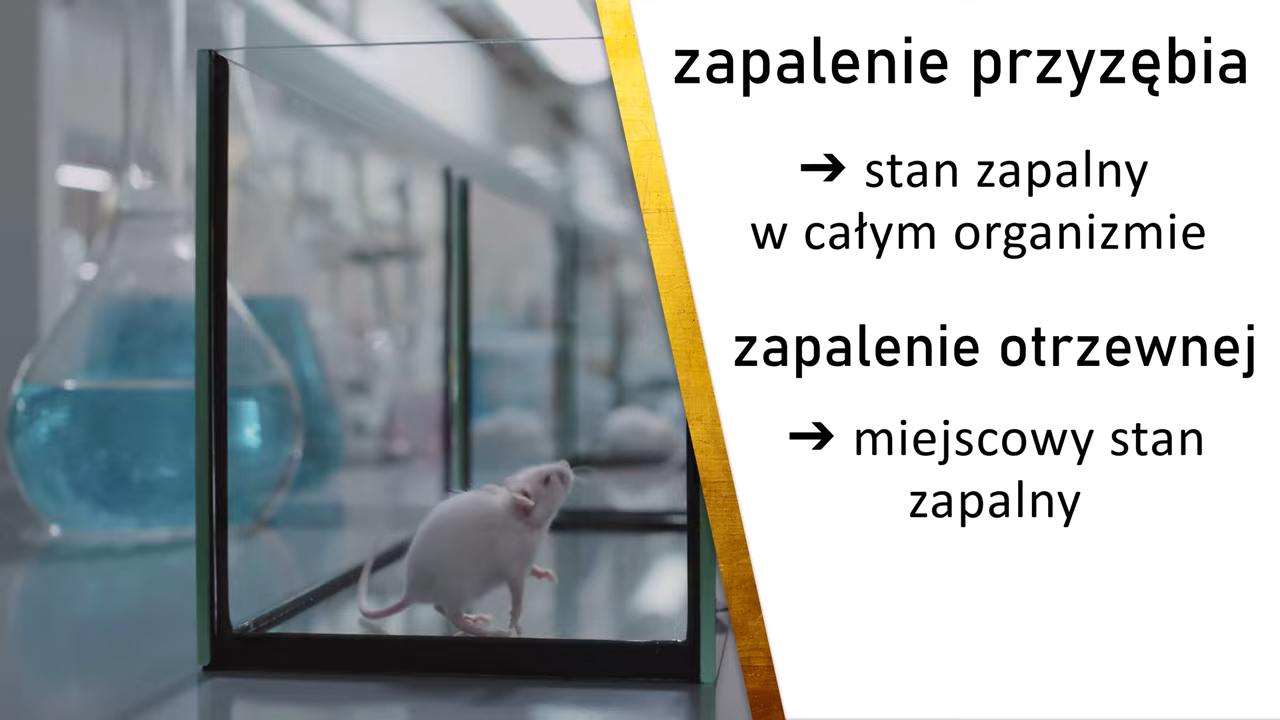 zapalenie przyzębia
➔ stan zapalny
w całym organizmie
zapalenie otrzewnej
➔ miejscowy stan
zapalny